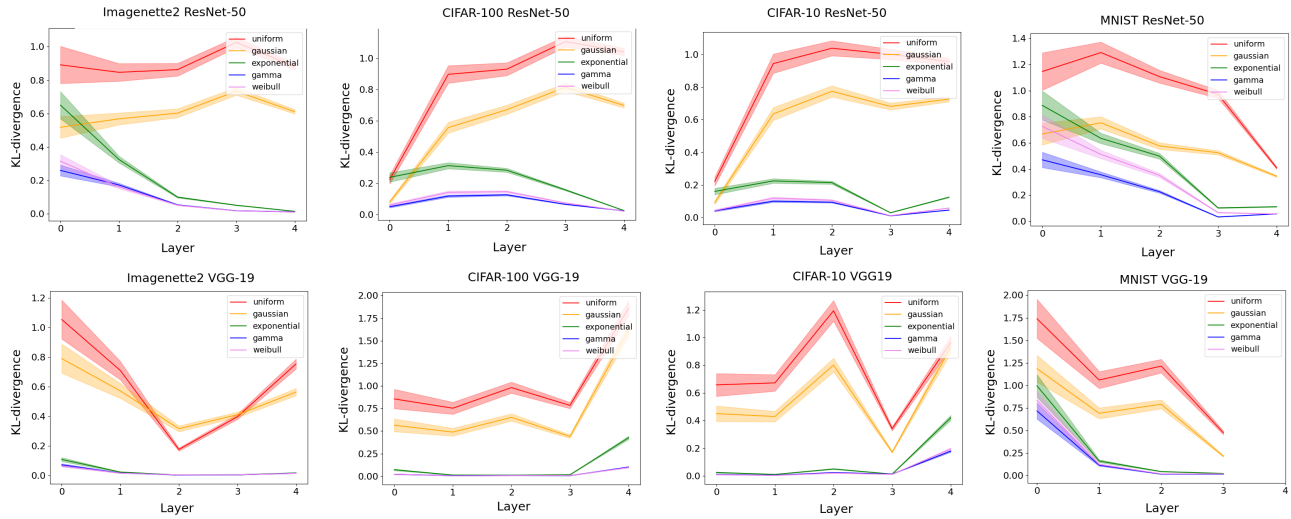 Imagenette2 ResNet-50
1.0
0.8
0.6
0.4
0.2
0.0
KL-divergence
uniform
gaussian
exponential
gamma
weibull
0 1 2 3 4
Layer
CIFAR-100 ResNet-50
1.0
0.8
0.6
0.4
0.2
0.0
KL-divergence
uniform
gaussian
exponential
gamma
weibull
0 1 2 3 4
Layer
CIFAR-10 ResNet-50
1.0
0.8
0.6
0.4
0.2
0.0
KL-divergence
uniform
gaussian
exponential
gamma
weibull
0 1 2 3 4
Layer
MNIST ResNet-50
1.4
1.2
1.0
0.8
0.6
0.4
0.2
0.0
KL-divergence
uniform
gaussian
exponential
gamma
weibull
0 1 2 3 4
Layer
Imagenette2 VGG-19
1.2
1.0
0.8
0.6
0.4
0.2
0.0
KL-divergence
uniform
gaussian
exponential
gamma
weibull
0 1 2 3 4
Layer
CIFAR-100 VGG-19
2.00
1.75
1.50
1.25
1.00
0.75
0.50
0.25
0.00
KL-divergence
uniform
gaussian
exponential
gamma
weibull
0 1 2 3 4
Layer
CIFAR-10 VGG19
1.2
1.0
0.8
0.6
0.4
0.2
0.0
KL-divergence
uniform
gaussian
exponential
gamma
weibull
0 1 2 3 4
Layer
MNIST VGG-19
2.00
1.75
1.50
1.25
1.00
0.75
0.50
0.25
0.00
KL-divergence
uniform
gaussian
exponential
gamma
weibull
0 1 2 3 4
Layer